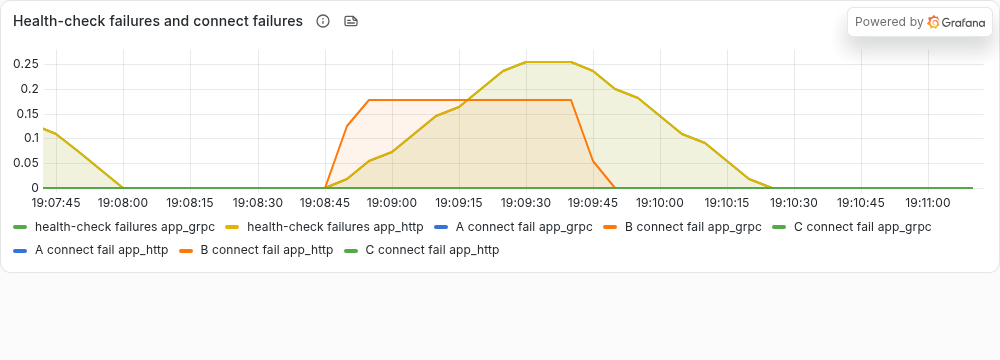 Health-check failures and connect failures
Powered by Grafana
0.25
0.2
0.15
0.1
0.05
0
19:07:45 19:08:00 19:08:15 19:08:30 19:08:45 19:09:00 19:09:15 19:09:30 19:09:45 19:10:00 19:10:15 19:10:30 19:10:45 19:11:00
health-check failures app_grpc health-check failures app_http A connect fail app_grpc B connect fail app_grpc C connect fail app_grpc
A connect fail app_http B connect fail app_http C connect fail app_http